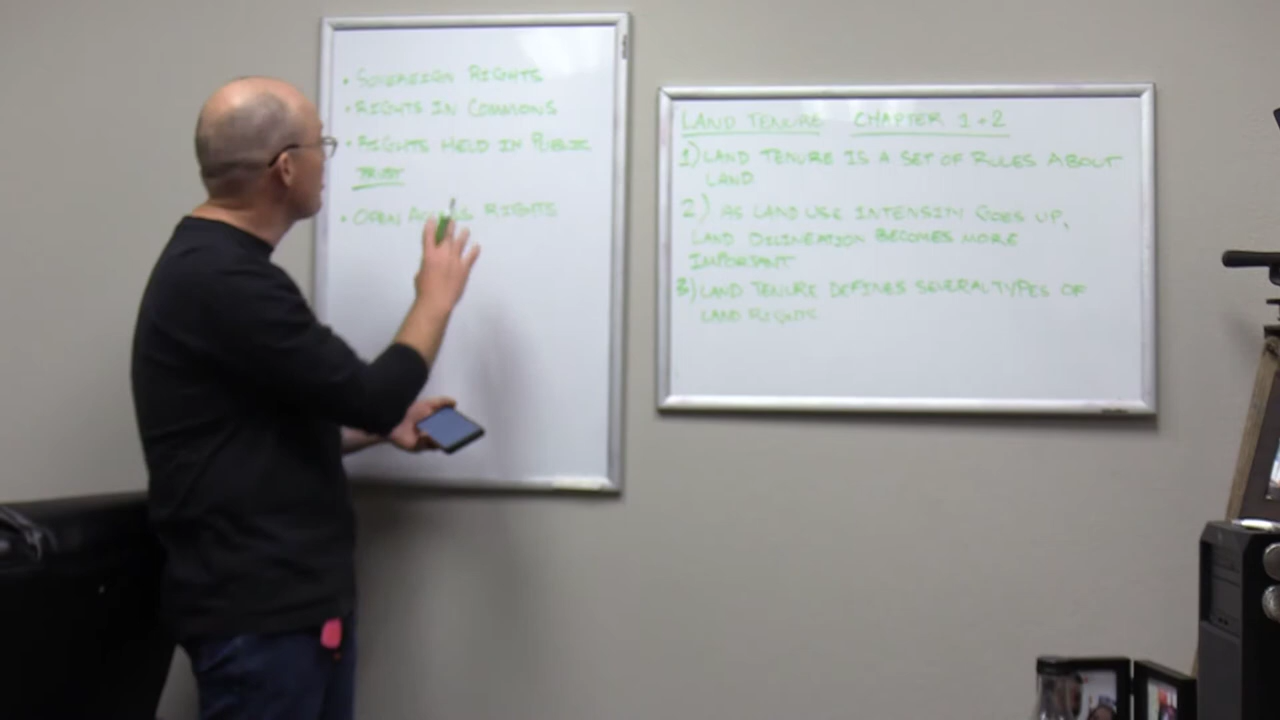 • SOVEREIGN RIGHTS
• RIGHTS IN COMMONS
• RIGHTS HELD IN PUBLIC
TRUST
• OPEN ACCESS RIGHTS
LAND TENURE CHAPTER 1+2
1) LAND TENURE IS A SET OF RULES ABOUT
LAND
2) AS LAND USE INTENSITY GOES UP,
LAND DILINEATION BECOMES MORE
IMPORTANT
3) LAND TENURE DEFINES SEVERAL TYPES OF
LAND RIGHTS